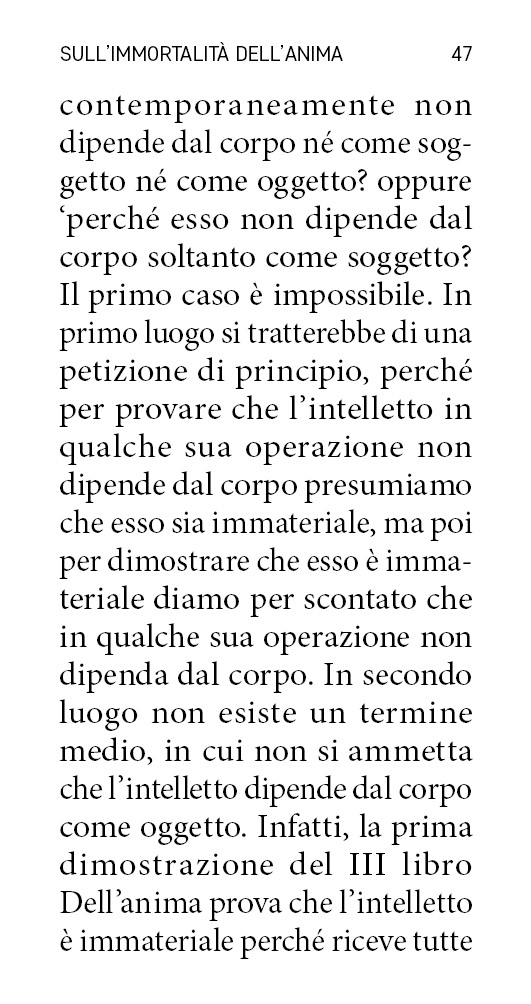 SULL’IMMORTALITÀ DELL’ANIMA 47
contemporaneamente non
dipende dal corpo né come sog-
getto né come oggetto? oppure
‘perché esso non dipende dal
corpo soltanto come soggetto?
Il primo caso è impossibile. In
primo luogo si tratterebbe di una
petizione di principio, perché
per provare che l’intelletto in
qualche sua operazione non
dipende dal corpo presumiamo
che esso sia immateriale, ma poi
per dimostrare che esso è imma-
teriale diamo per scontato che
in qualche sua operazione non
dipenda dal corpo. In secondo
luogo non esiste un termine
medio, in cui non si ammetta
che l’intelletto dipende dal corpo
come oggetto. Infatti, la prima
dimostrazione del III libro
Dell’anima prova che l’intelletto
è immateriale perché riceve tutte